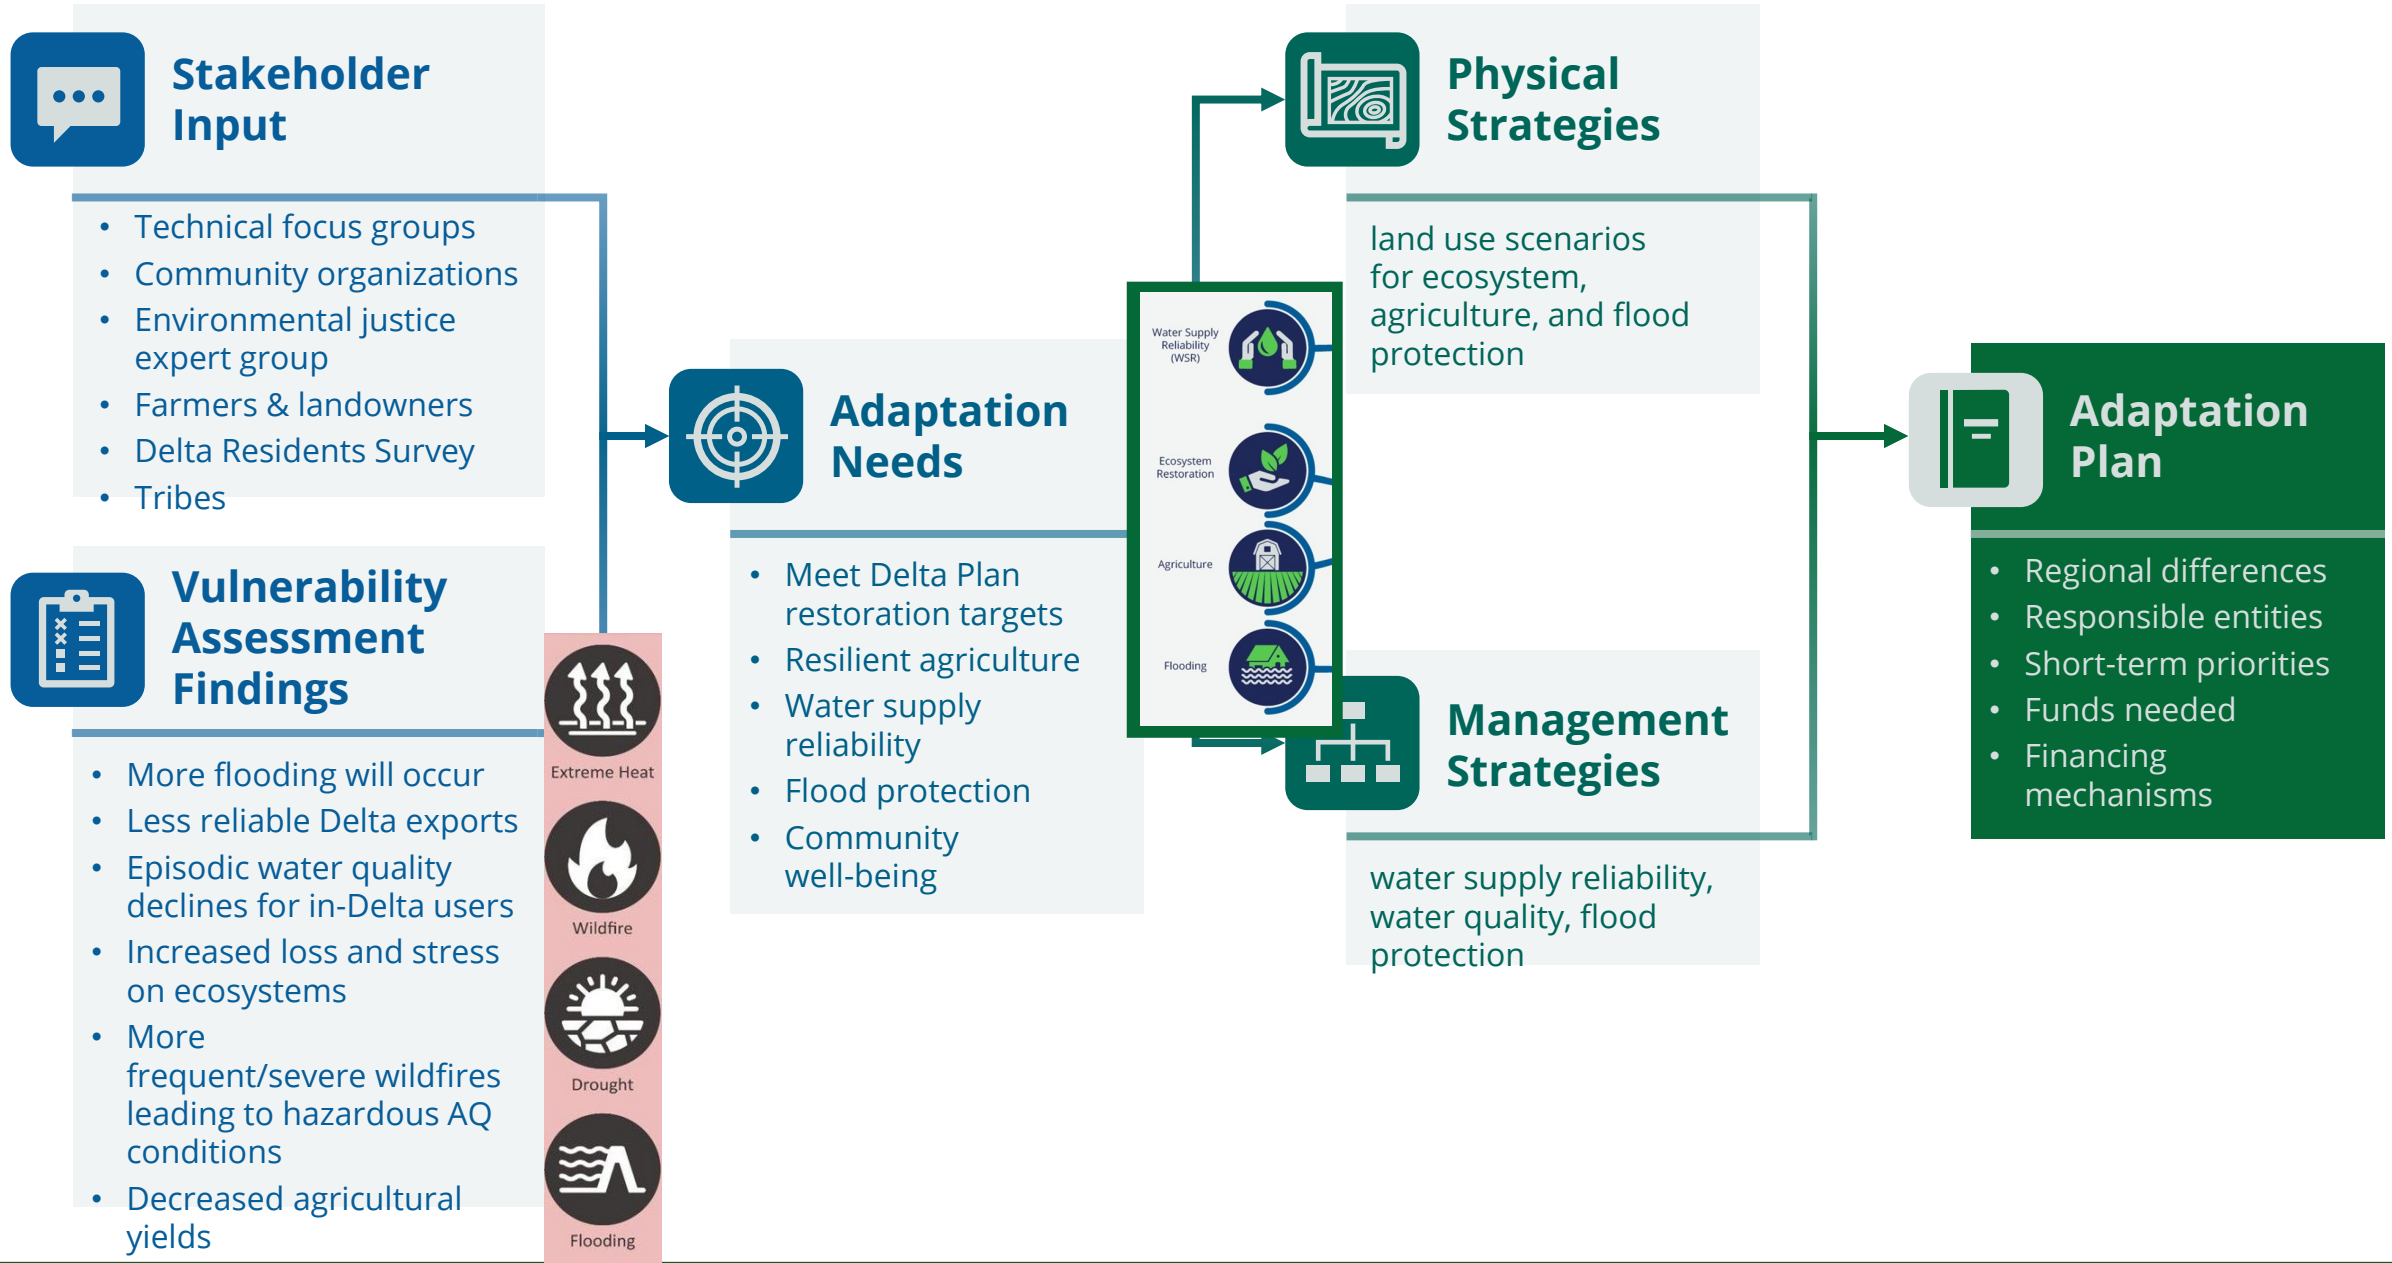 Stakeholder
Input
• Technical focus groups
• Community organizations
• Environmental justice
expert group
• Farmers & landowners
• Delta Residents Survey
• Tribes
Vulnerability
Assessment
Findings
• More flooding will occur
• Less reliable Delta exports
• Episodic water quality
declines for in-Delta users
• Increased loss and stress
on ecosystems
• More
frequent/severe wildfires
leading to hazardous AQ
conditions
• Decreased agricultural
yields
Extreme Heat
Wildfire
Drought
Flooding
Adaptation
Needs
• Meet Delta Plan
restoration targets
• Resilient agriculture
• Water supply
reliability
• Flood protection
• Community
well-being
Water Supply
Reliability
(WSR)
Ecosystem
Restoration
Agriculture
Flooding
Physical
Strategies
land use scenarios
for ecosystem,
agriculture, and flood
protection
Management
Strategies
water supply reliability,
water quality, flood
protection
Adaptation
Plan
• Regional differences
• Responsible entities
• Short-term priorities
• Funds needed
• Financing
mechanisms